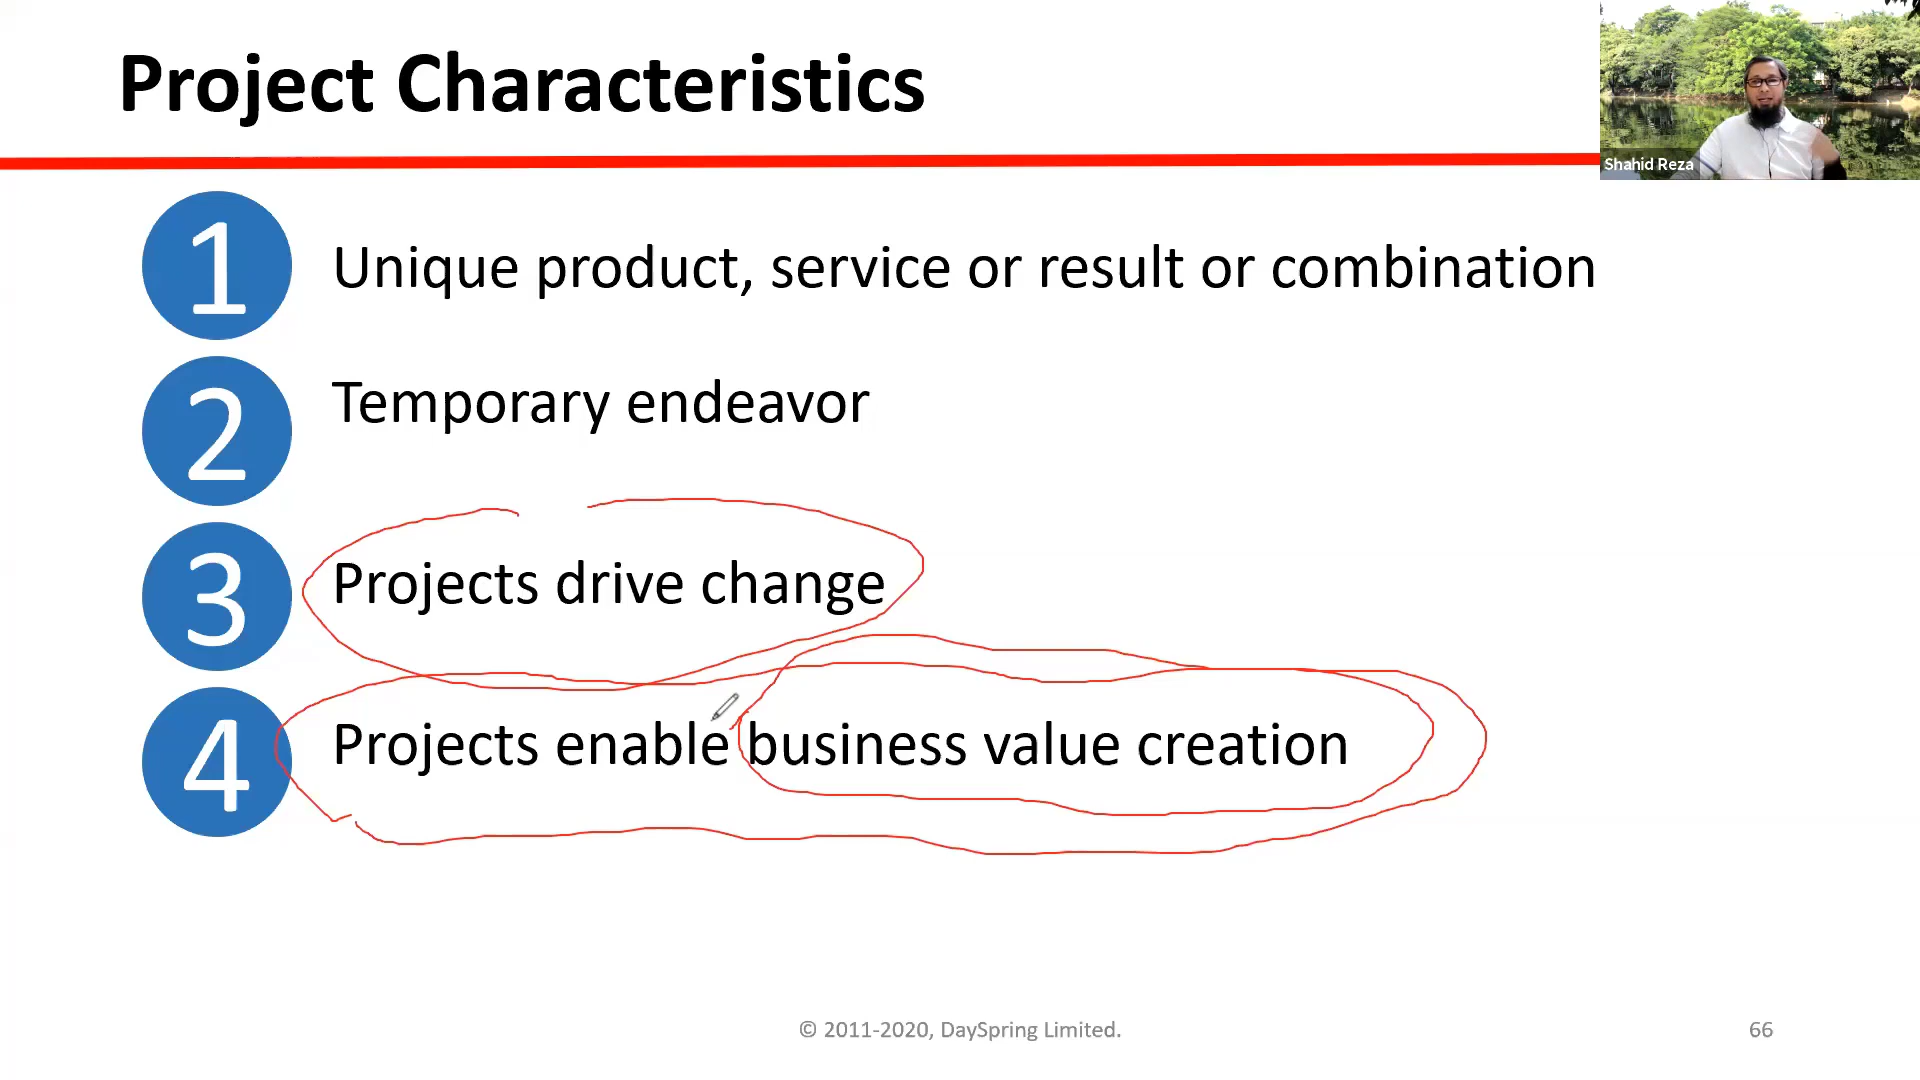 Project Characteristics
Shahid Reza
1 Unique product, service or result or combination
2 Temporary endeavor
3 Projects drive change
4 Projects enable business value creation
© 2011-2020, DaySpring Limited.
66